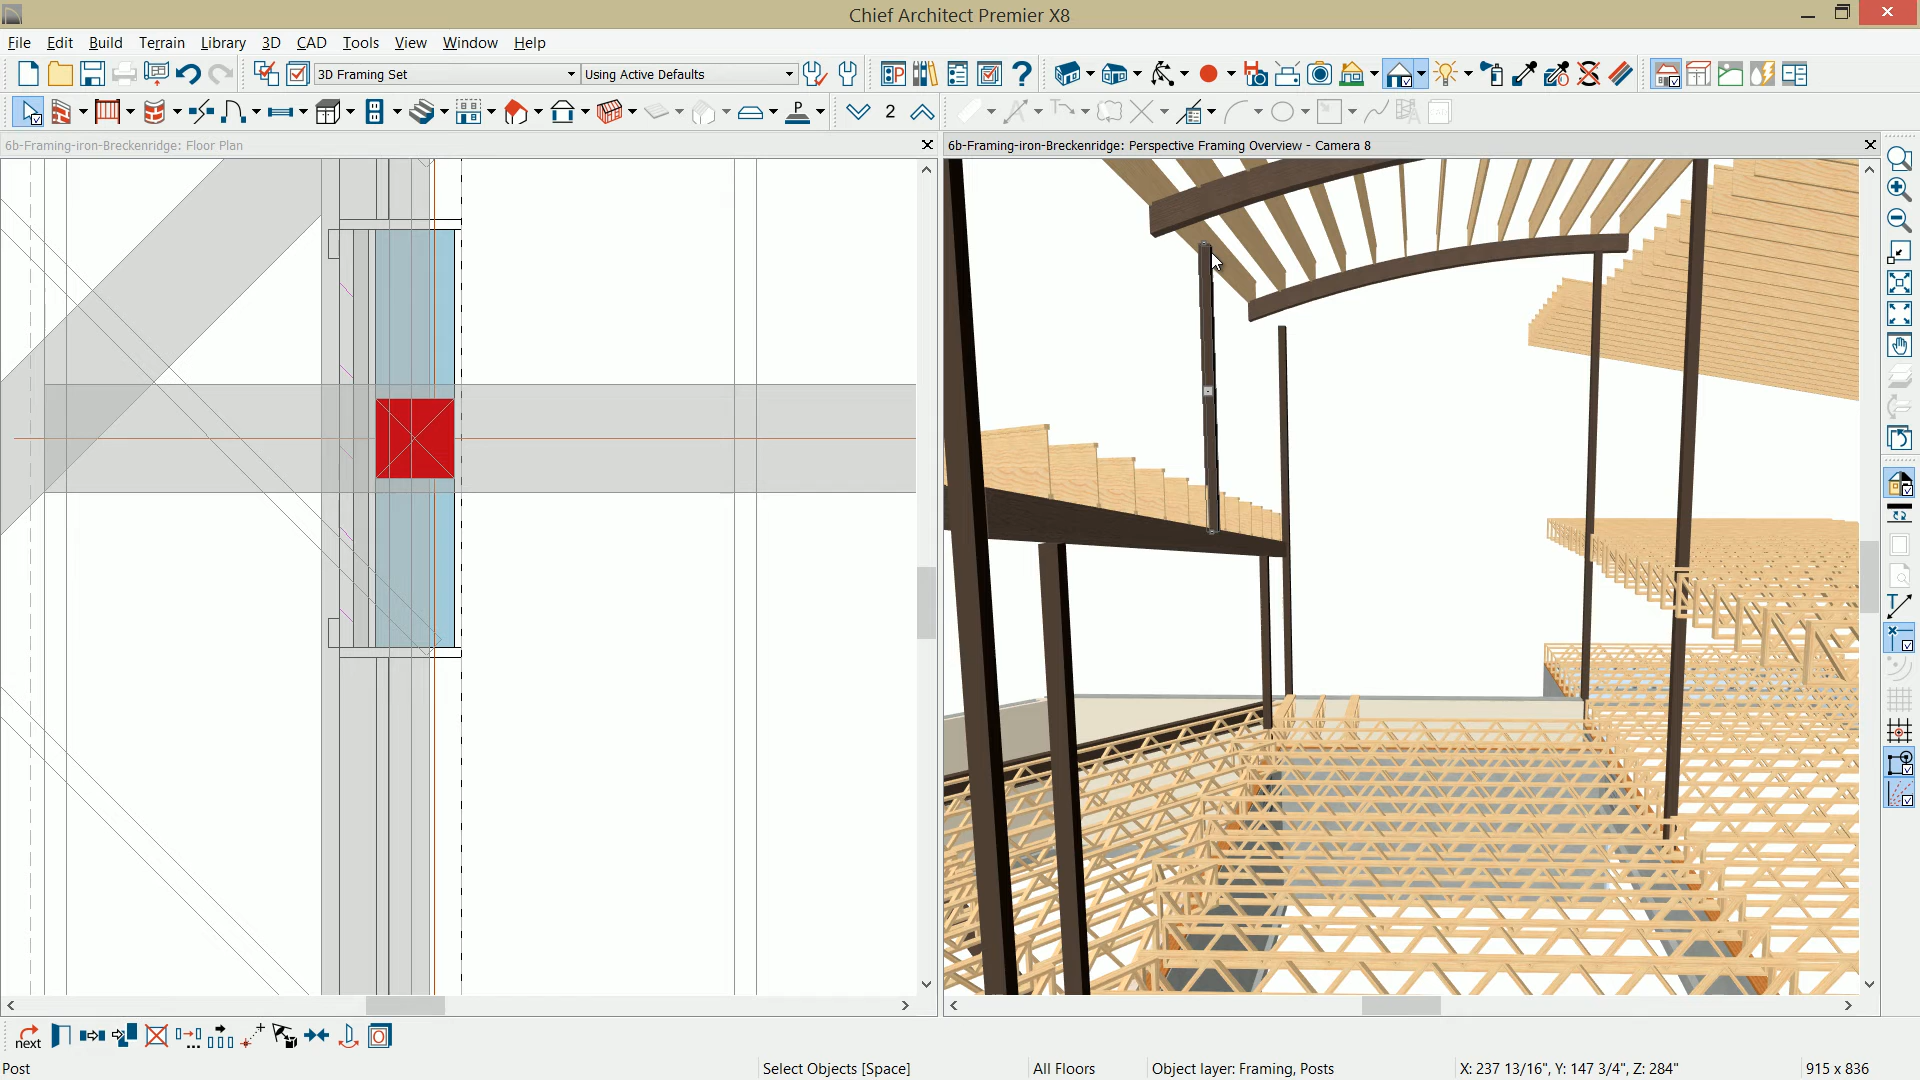 Chief Architect Premier X8
File Edit Build Terrain Library 3D CAD Tools View Window Help
3D Framing Set Using Active Defaults
2
6b-Framing-iron-Breckenridge: Floor Plan
6b-Framing-iron-Breckenridge: Perspective Framing Overview - Camera 8
next
Post Select Objects [Space] All Floors Object layer: Framing, Posts X: 237 13/16", Y: 147 3/4", Z: 284" 915 x 836